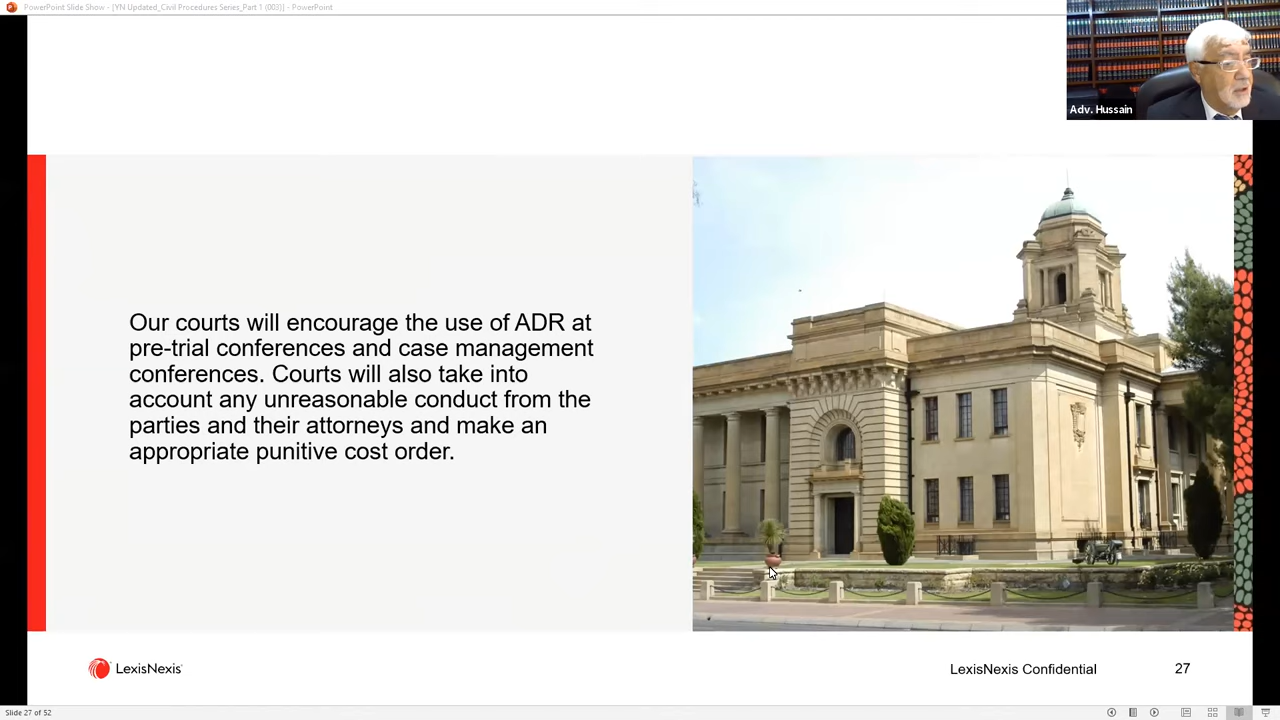 PowerPoint Slide Show - [YN Updated_Civil Procedures Series_Part 1 (003)] - PowerPoint
Adv. Hussain
Our courts will encourage the use of ADR at
pre-trial conferences and case management
conferences. Courts will also take into
account any unreasonable conduct from the
parties and their attorneys and make an
appropriate punitive cost order.
LexisNexis
LexisNexis Confidential
27
Slide 27 of 52